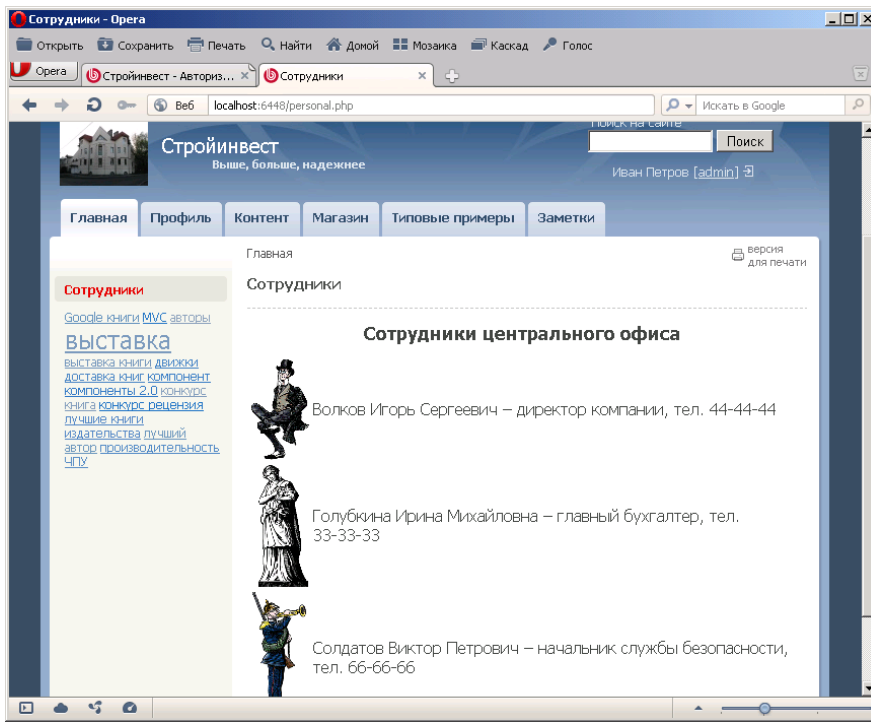 Сотрудники - Opera
Открыть Сохранить Печать Найти Домой Мозаика Каскад Голос
Opera Стройинвест - Авториз... Сотрудники
Веб localhost:6448/personal.php Искать в Google
Поиск на сайте
Стройинвест
Поиск
Выше, больше, надежнее
Иван Петров [admin]
Главная Профиль Контент Магазин Типовые примеры Заметки
Главная
версия
для печати
Сотрудники
Сотрудники
Google книги MVC авторы
выставка
выставка книги движки
доставка книг компонент
компоненты 2.0 конкурс
книга конкурс рецензия
лучшие книги
издательства лучший
автор производительность
ЧПУ
Сотрудники центрального офиса
Волков Игорь Сергеевич – директор компании, тел. 44-44-44
Голубкина Ирина Михайловна – главный бухгалтер, тел.
33-33-33
Солдатов Виктор Петрович – начальник службы безопасности,
тел. 66-66-66